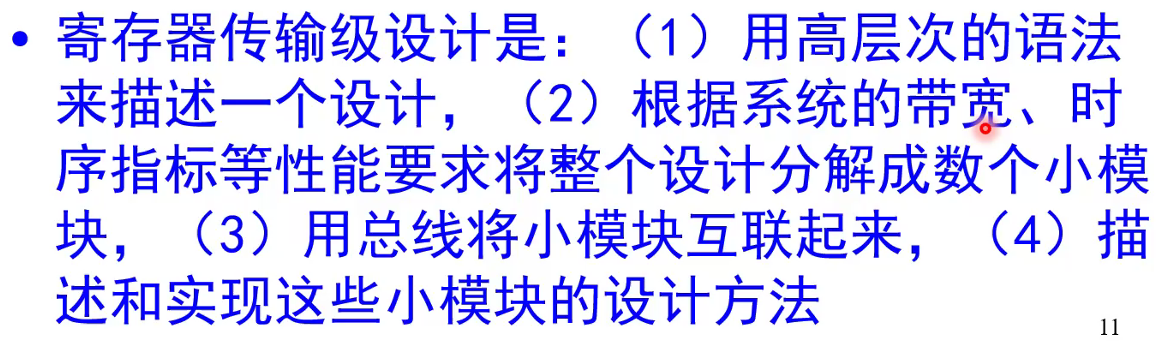 • 寄存器传输级设计是：（1）用高层次的语法
来描述一个设计，（2）根据系统的带宽、时
序指标等性能要求将整个设计分解成数个小模
块，（3）用总线将小模块互联起来，（4）描
述和实现这些小模块的设计方法
11